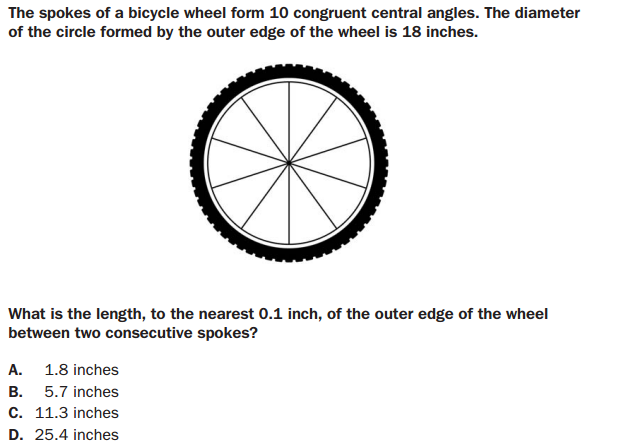 The spokes of a bicycle wheel form 10 congruent central angles. The diameter
of the circle formed by the outer edge of the wheel is 18 inches.
What is the length, to the nearest 0.1 inch, of the outer edge of the wheel
between two consecutive spokes?
A. 1.8 inches
B. 5.7 inches
C. 11.3 inches
D. 25.4 inches